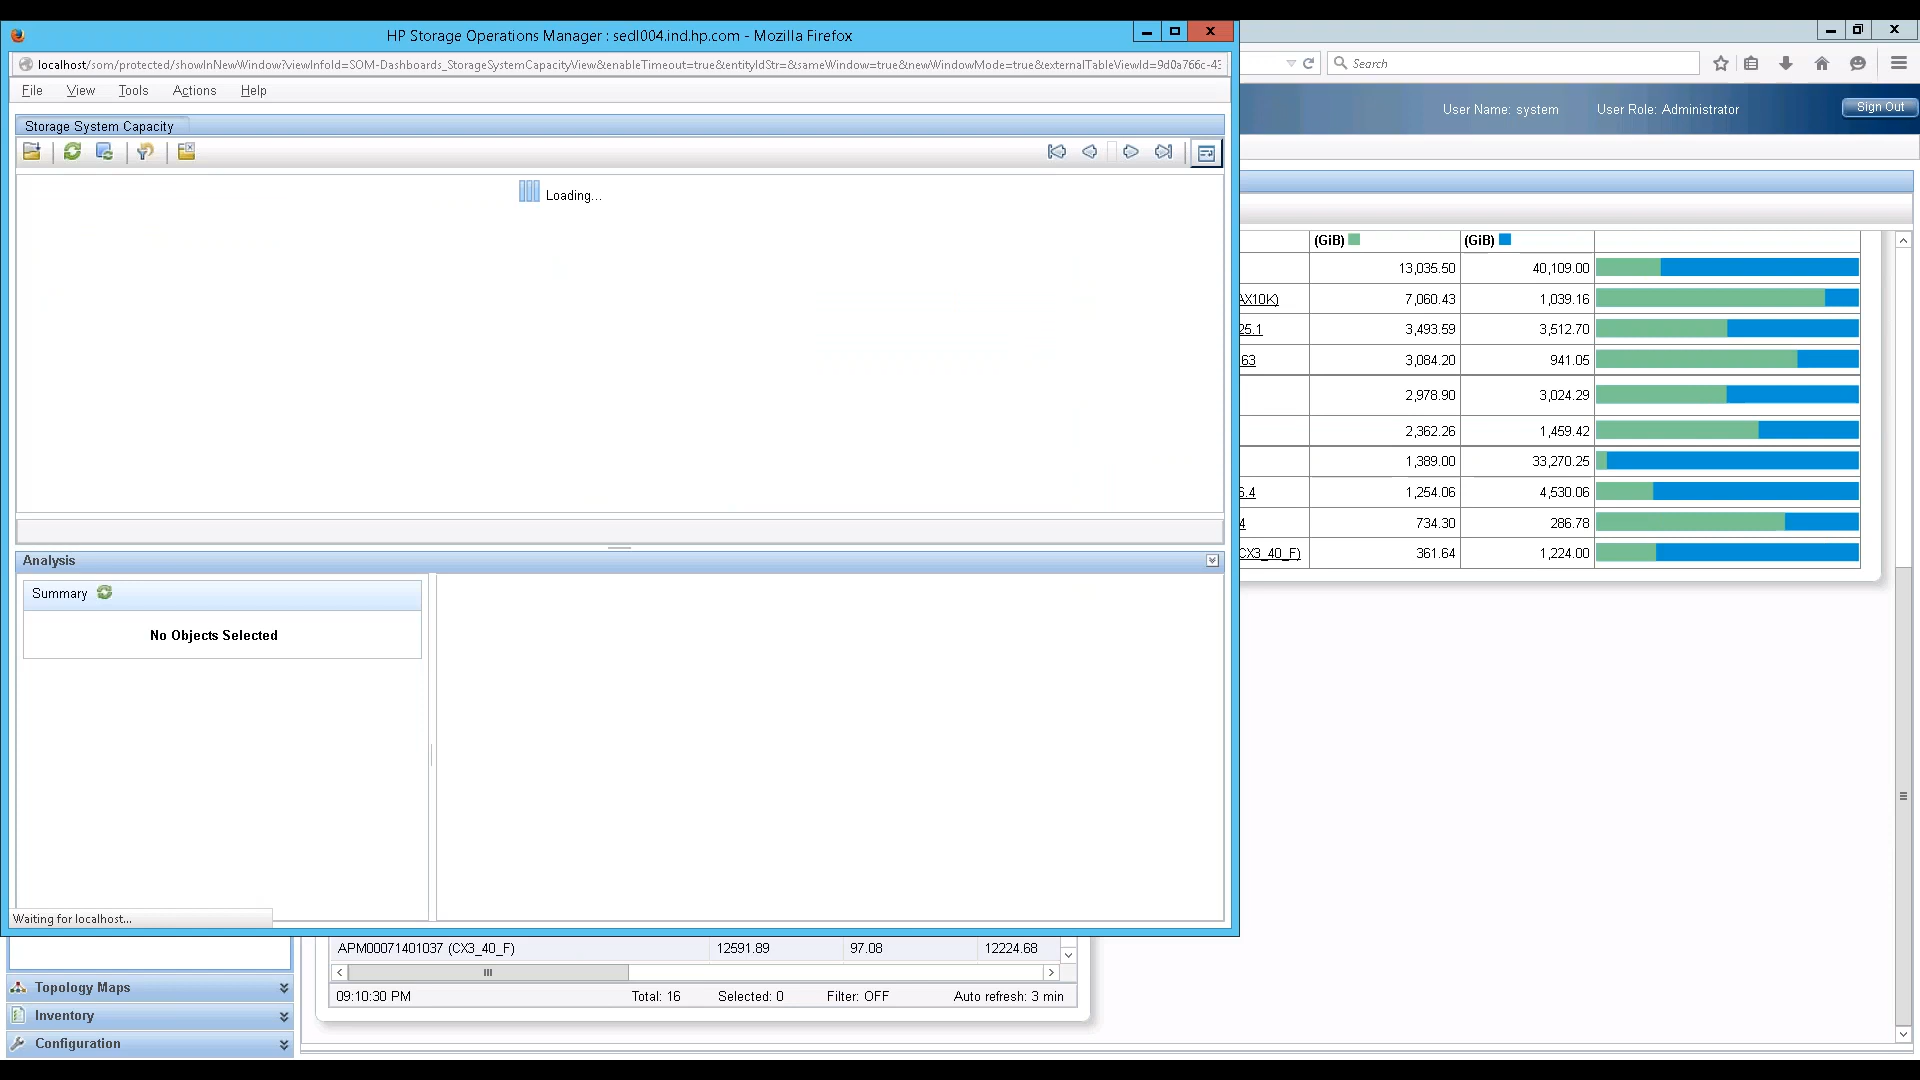 HP Storage Operations Manager : sedl004.ind.hp.com - Mozilla Firefox
localhost/som/protected/showInNewWindow?viewInfoId=SOM-Dashboards_StorageSystemCapacityView&enableTimeout=true&entityIdStr=&sameWindow=true&newWindowMode=true&externalTableViewId=9d0a766c-43
File View Tools Actions Help
Storage System Capacity
Loading...
Analysis
Summary
No Objects Selected
Waiting for localhost...
Search
User Name: system User Role: Administrator Sign Out
(GiB) (GiB)
13,035.50 40,109.00
AX10K) 7,060.43 1,039.16
25.1 3,493.59 3,512.70
63 3,084.20 941.05
2,978.90 3,024.29
2,362.26 1,459.42
1,389.00 33,270.25
6.4 1,254.06 4,530.06
4 734.30 286.78
CX3_40_F) 361.64 1,224.00
APM00071401037 (CX3_40_F) 12591.89 97.08 12224.68
09:10:30 PM Total: 16 Selected: 0 Filter: OFF Auto refresh: 3 min
Topology Maps
Inventory
Configuration